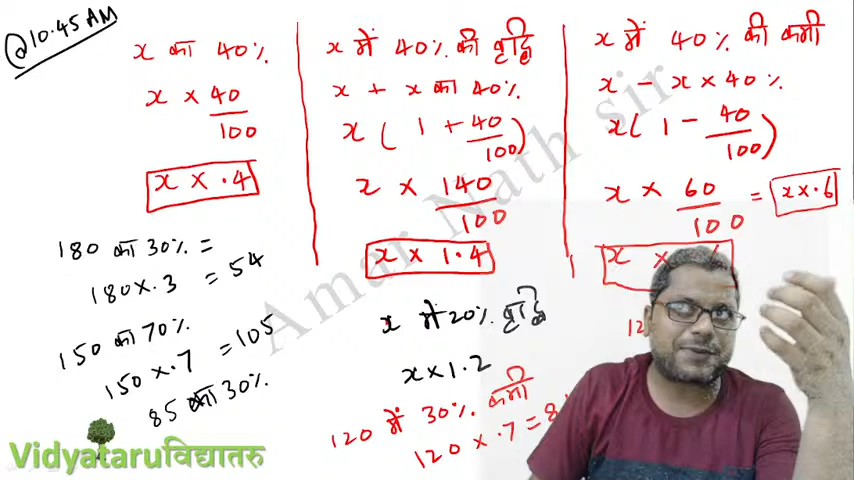 @10.45 AM
x का 40%
x × 40/100
x × .4
180 का 30% =
180 × .3 = 54
150 का 70%
150 × .7 = 105
85 का 30%
x में 40% की वृद्धि
x + x का 40%
x ( 1 + 40/100 )
x × 140/100
x × 1.4
x में 20% वृद्धि
x × 1.2
120 में 30% कमी
120 × .7 = 8
x में 40% की कमी
x - x × 40%
x( 1 - 40/100 )
x × 60/100 = x × .6
x ×
12
Amar Nath sir
Vidyataru विद्यातरु